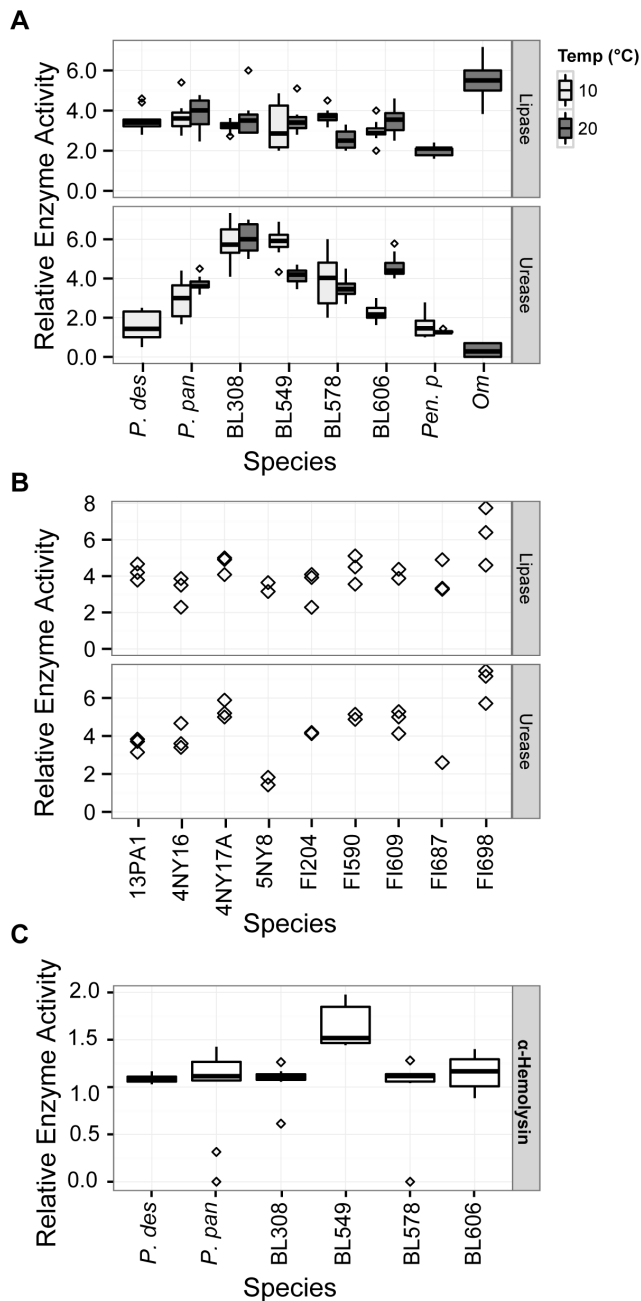 A
Relative Enzyme Activity
6.0
4.0
2.0
0.0
Lipase
6.0
4.0
2.0
0.0
Urease
P. des
P. pan
BL308
BL549
BL578
BL606
Pen. p
Om
Species
Temp (°C)
10
20
B
Relative Enzyme Activity
8
6
4
2
0
Lipase
6
4
2
0
Urease
13PA1
4NY16
4NY17A
5NY8
FI204
FI590
FI609
FI687
FI698
Species
C
Relative Enzyme Activity
2.0
1.5
1.0
0.5
0.0
α-Hemolysin
P. des
P. pan
BL308
BL549
BL578
BL606
Species